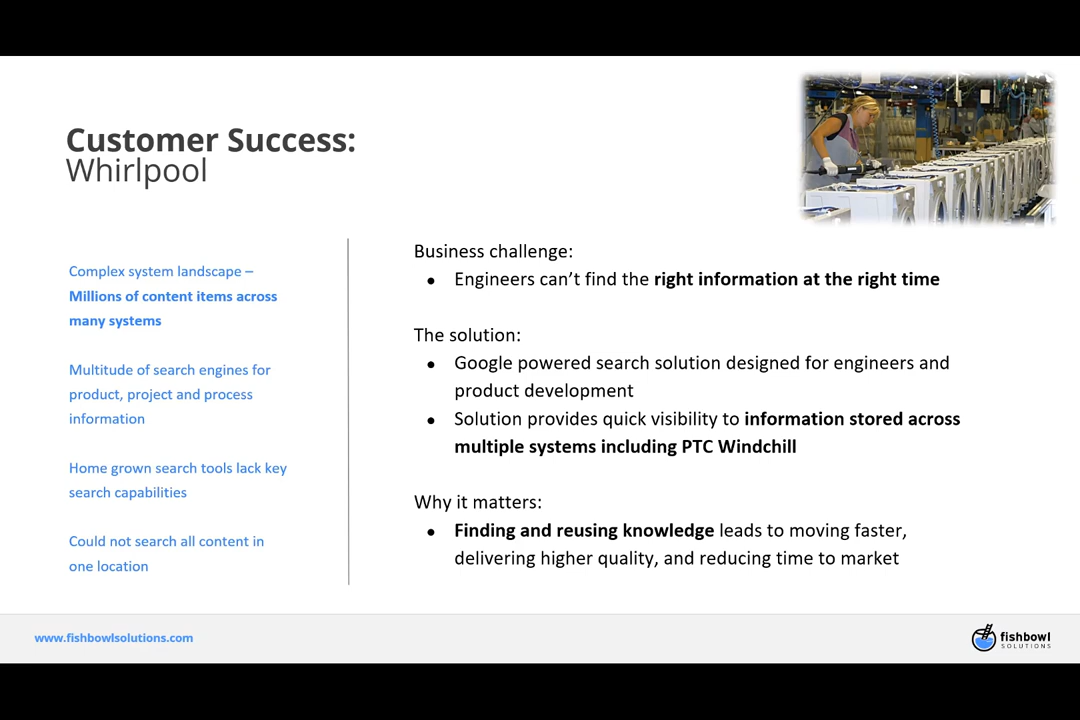 Customer Success:
Whirlpool
Complex system landscape –
Millions of content items across
many systems
Multitude of search engines for
product, project and process
information
Home grown search tools lack key
search capabilities
Could not search all content in
one location
Business challenge:
● Engineers can’t find the right information at the right time
The solution:
● Google powered search solution designed for engineers and
product development
● Solution provides quick visibility to information stored across
multiple systems including PTC Windchill
Why it matters:
● Finding and reusing knowledge leads to moving faster,
delivering higher quality, and reducing time to market
www.fishbowlsolutions.com
fishbowl
SOLUTIONS